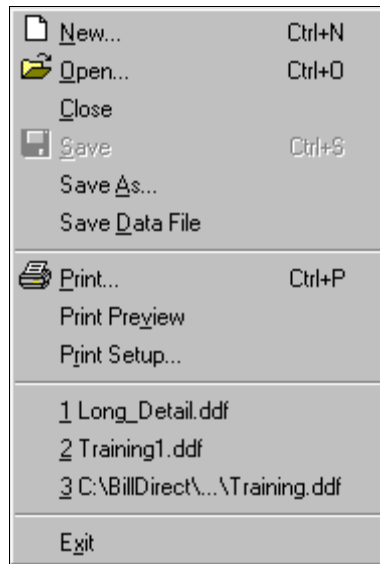 New... Ctrl+N
Open... Ctrl+O
Close
Save Ctrl+S
Save As...
Save Data File
Print... Ctrl+P
Print Preview
Print Setup...
1 Long_Detail.ddf
2 Training1.ddf
3 C:\BillDirect\...\Training.ddf
Exit